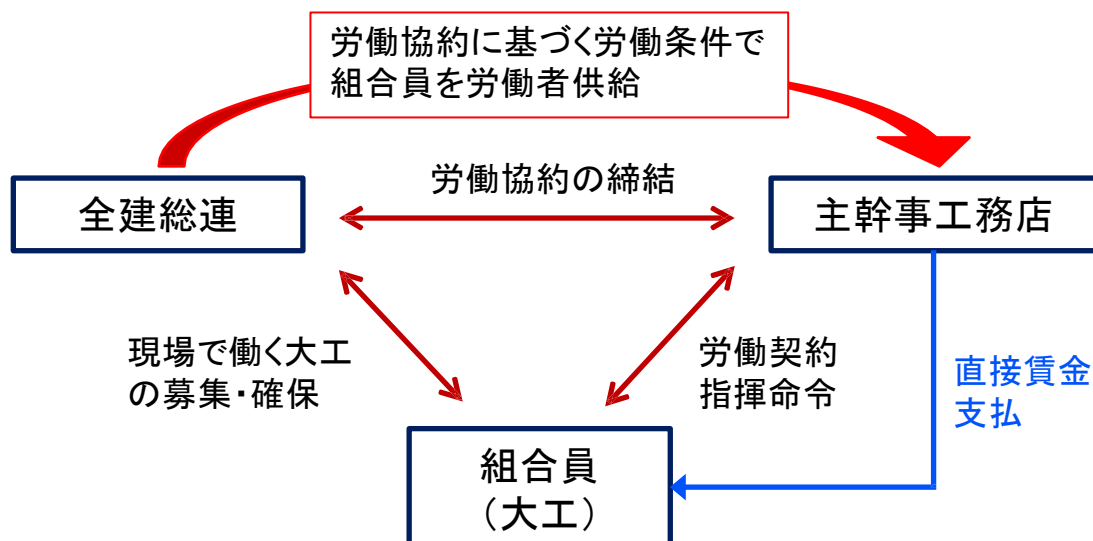 労働協約に基づく労働条件で
組合員を労働者供給
労働協約の締結
全建総連
主幹事工務店
現場で働く大工
の募集・確保
労働契約
指揮命令
直接賃金
支払
組合員
（大工）